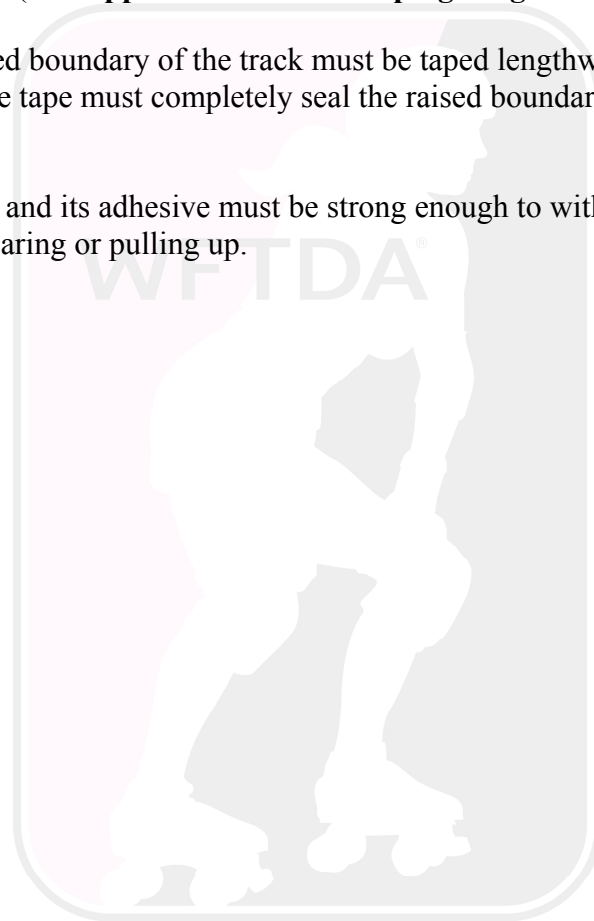 ed boundary of the track must be taped lengthw
e tape must completely seal the raised boundar
and its adhesive must be strong enough to with
aring or pulling up.
WFTDA®